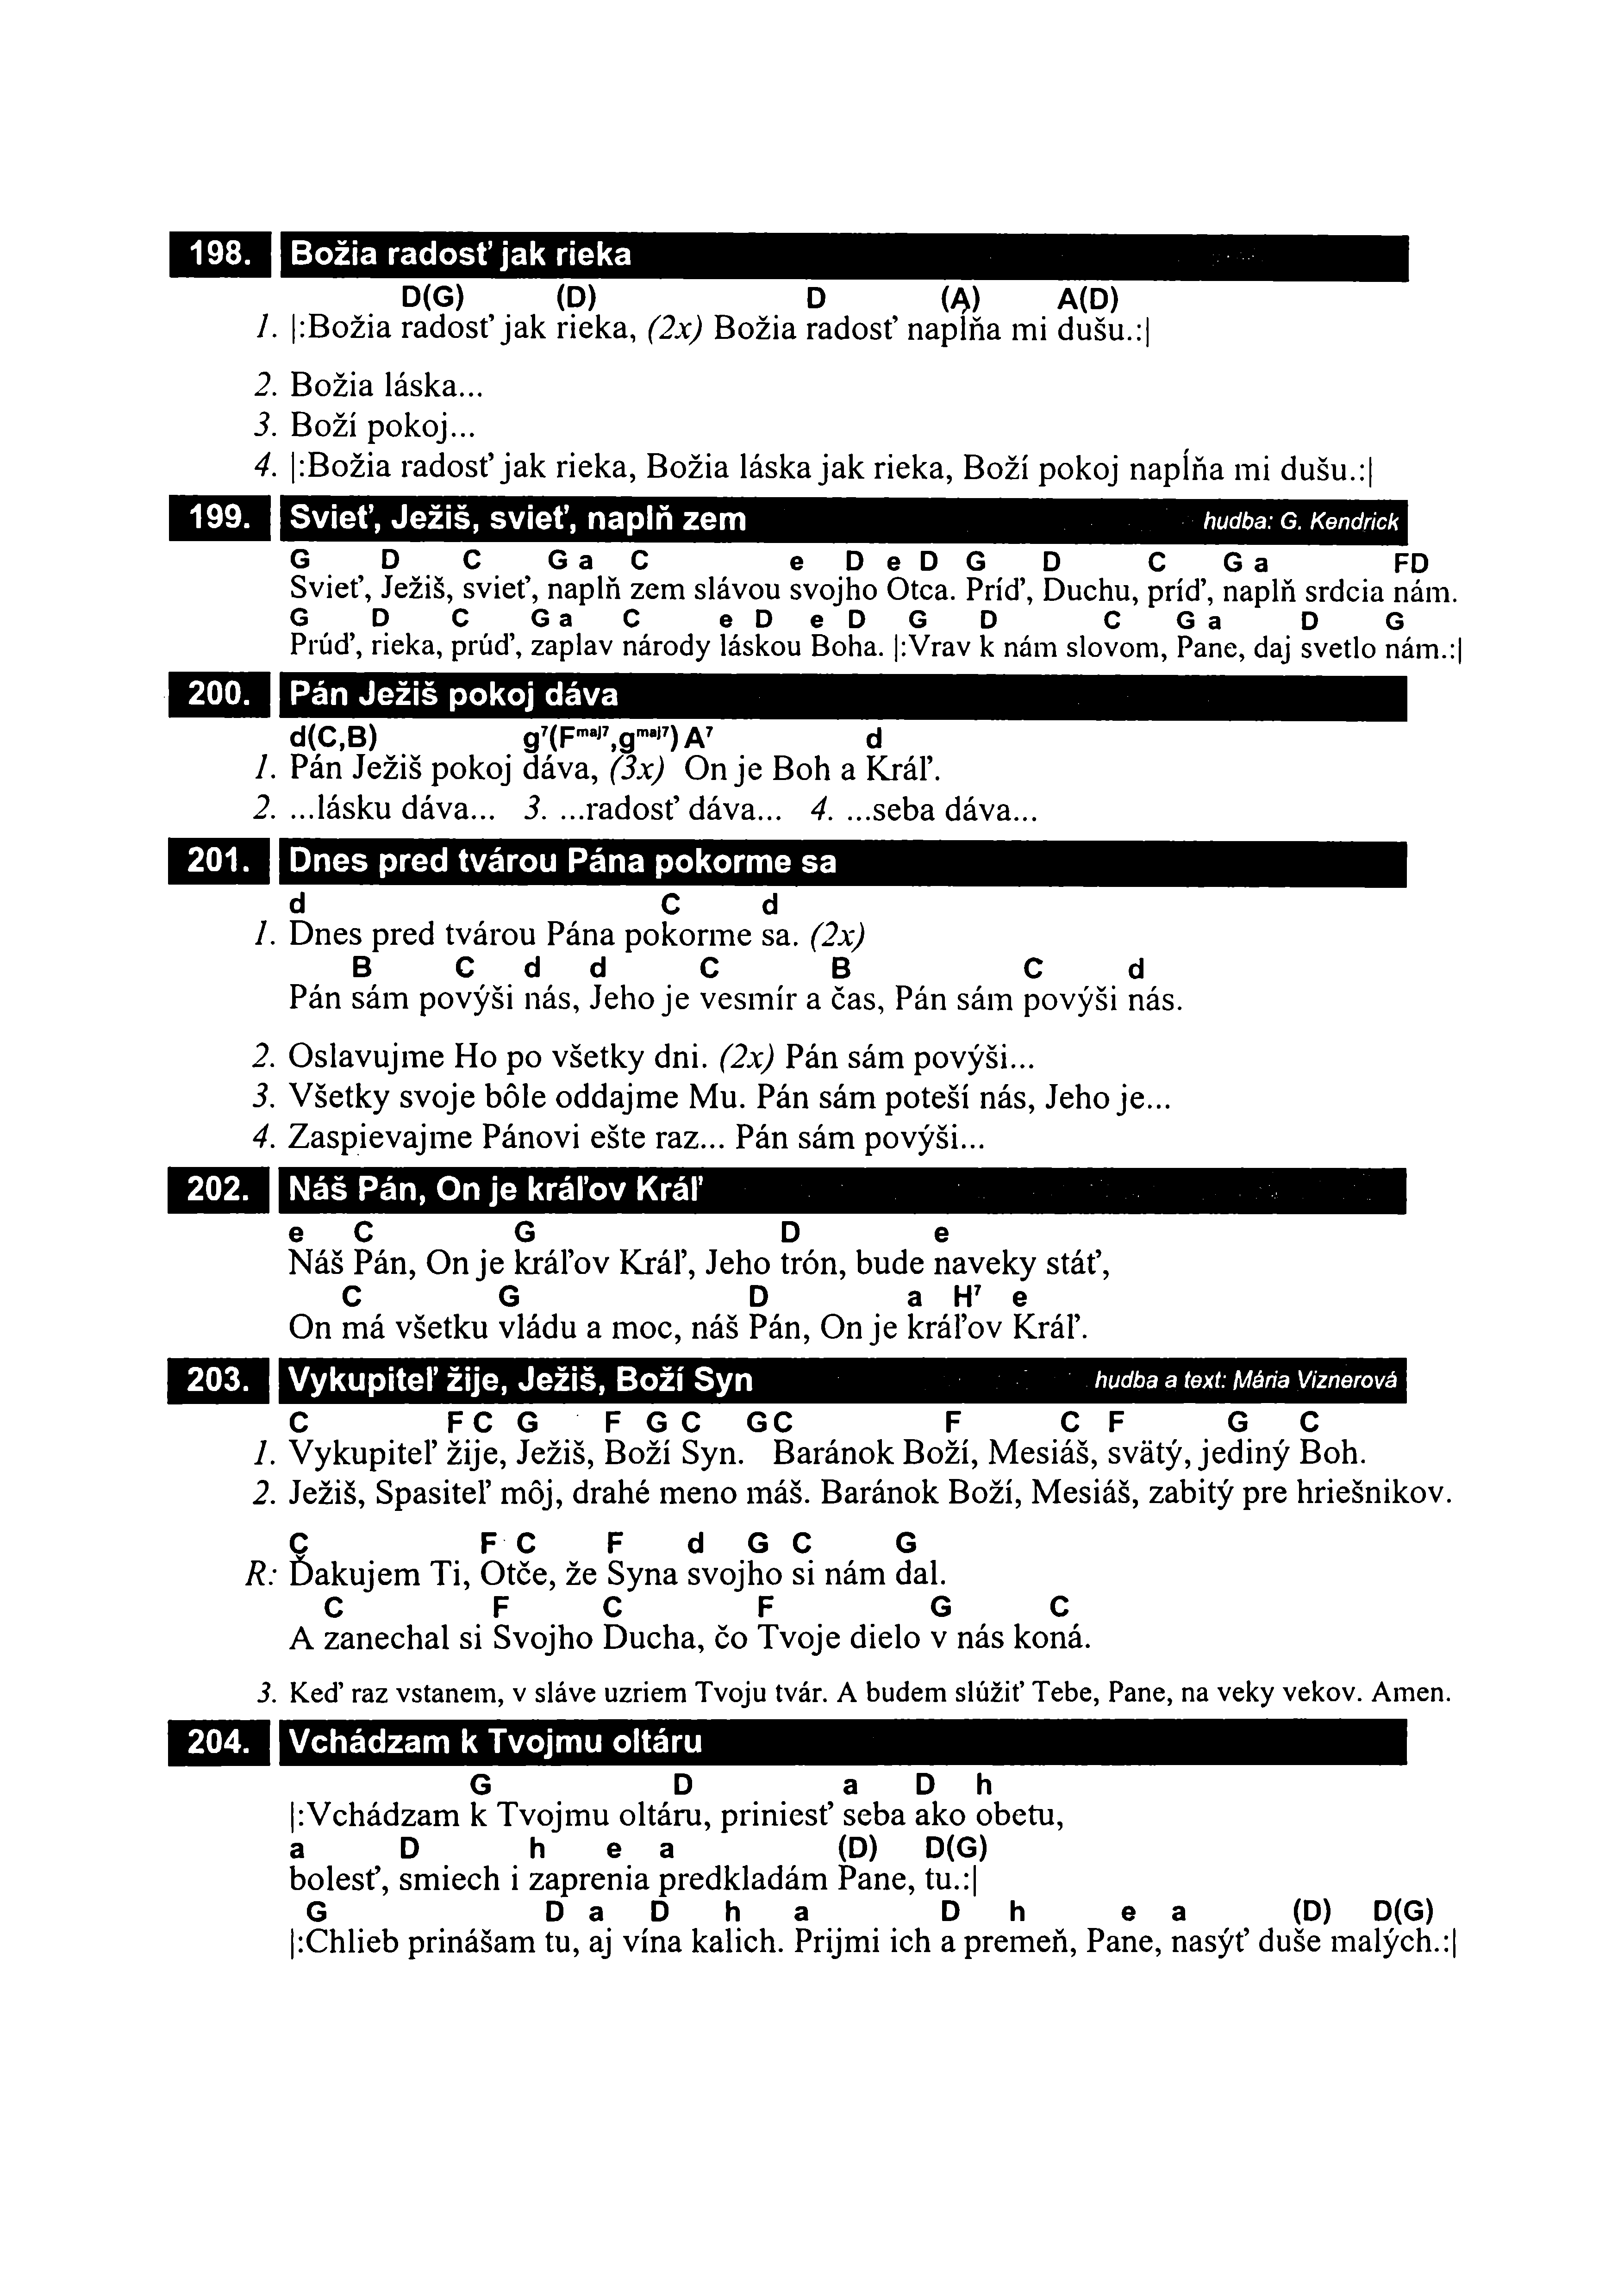 198. Božia radosť jak rieka
D(G) (D) D (A) A(D)
1. |:Božia radosť jak rieka, (2x) Božia radosť napĺňa mi dušu.:|
2. Božia láska...
3. Boží pokoj...
4. |:Božia radosť jak rieka, Božia láska jak rieka, Boží pokoj napĺňa mi dušu.:|
199. Svieť, Ježiš, svieť, naplň zem hudba: G. Kendrick
G D C G a C e D e D G D C G a FD
Svieť, Ježiš, svieť, naplň zem slávou svojho Otca. Príď, Duchu, príď, naplň srdcia nám.
G D C G a C e D e D G D C G a D G
Prúď, rieka, prúď, zaplav národy láskou Boha. |:Vrav k nám slovom, Pane, daj svetlo nám.:|
200. Pán Ježiš pokoj dáva
d(C,B) g⁷(Fᵐᵃʲ⁷,gᵐᵃʲ⁷) A⁷ d
1. Pán Ježiš pokoj dáva, (3x) On je Boh a Kráľ.
2. ...lásku dáva... 3. ...radosť dáva... 4. ...seba dáva...
201. Dnes pred tvárou Pána pokorme sa
d C d
1. Dnes pred tvárou Pána pokorme sa. (2x)
B C d d C B C d
Pán sám povýši nás, Jeho je vesmír a čas, Pán sám povýši nás.
2. Oslavujme Ho po všetky dni. (2x) Pán sám povýši...
3. Všetky svoje bôle oddajme Mu. Pán sám poteší nás, Jeho je...
4. Zaspievajme Pánovi ešte raz... Pán sám povýši...
202. Náš Pán, On je kráľov Kráľ
e C G D e
Náš Pán, On je kráľov Kráľ, Jeho trón, bude naveky stáť,
C G D a H⁷ e
On má všetku vládu a moc, náš Pán, On je kráľov Kráľ.
203. Vykupiteľ žije, Ježiš, Boží Syn hudba a text: Mária Viznerová
C F C G F G C G C F C F G C
1. Vykupiteľ žije, Ježiš, Boží Syn. Baránok Boží, Mesiáš, svätý, jediný Boh.
2. Ježiš, Spasiteľ môj, drahé meno máš. Baránok Boží, Mesiáš, zabitý pre hriešnikov.
C F C F d G C G
R: Ďakujem Ti, Otče, že Syna svojho si nám dal.
C F C F G C
A zanechal si Svojho Ducha, čo Tvoje dielo v nás koná.
3. Keď raz vstanem, v sláve uzriem Tvoju tvár. A budem slúžiť Tebe, Pane, na veky vekov. Amen.
204. Vchádzam k Tvojmu oltáru
G D a D h
|:Vchádzam k Tvojmu oltáru, priniesť seba ako obetu,
a D h e a (D) D(G)
bolesť, smiech i zaprenia predkladám Pane, tu.:|
G D a D h a D h e a (D) D(G)
|:Chlieb prinášam tu, aj vína kalich. Prijmi ich a premeň, Pane, nasýť duše malých.:|